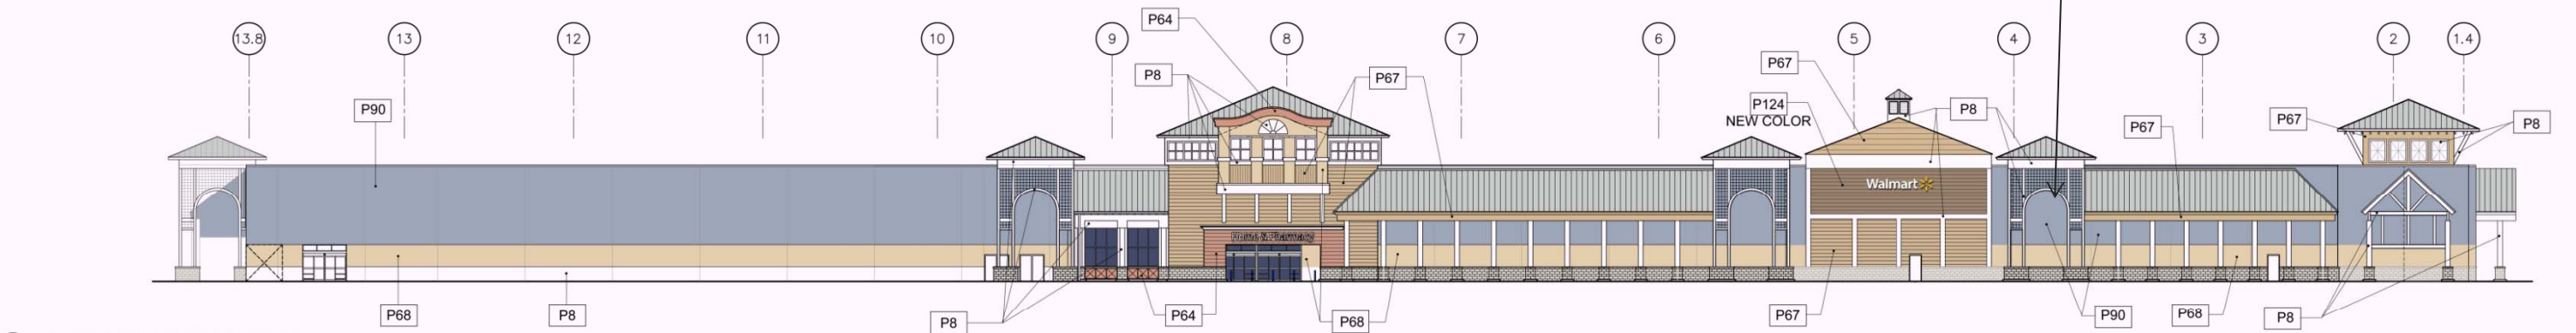 P64
13.8 13 12 11 10 9 8 7 6 5 4 3 2 1.4
P8 P67 P67
P90 P124 P8 P67 P67 P8
NEW COLOR
Walmart
Home & Pharmacy
P68 P8 P8 P64 P68 P67 P90 P68 P8